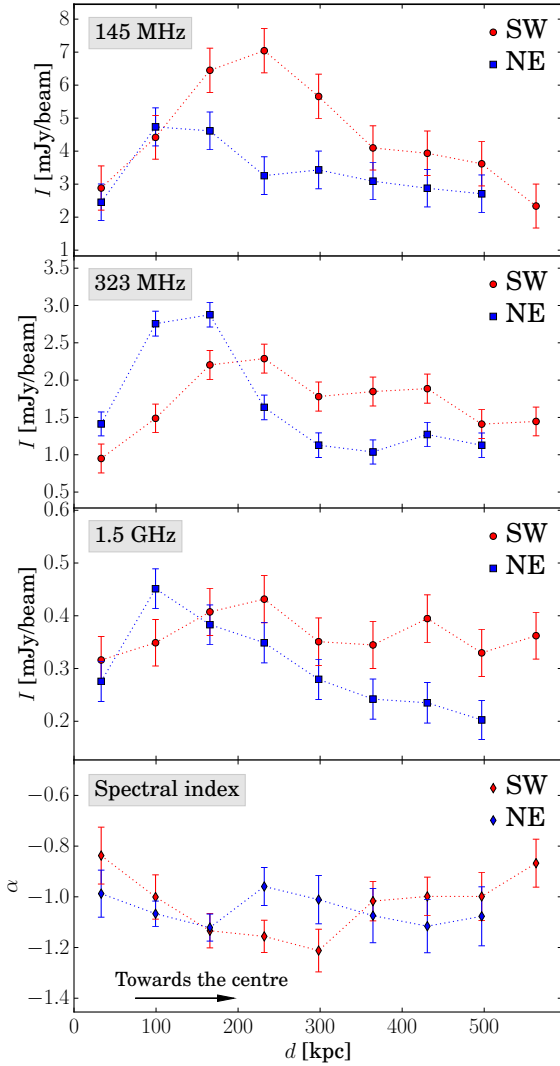 145 MHz
SW
NE
I [mJy/beam]
8
7
6
5
4
3
2
1
323 MHz
SW
NE
I [mJy/beam]
3.5
3.0
2.5
2.0
1.5
1.0
0.5
1.5 GHz
SW
NE
I [mJy/beam]
0.6
0.5
0.4
0.3
0.2
Spectral index
SW
NE
α
−0.6
−0.8
−1.0
−1.2
−1.4
Towards the centre
0 100 200 300 400 500
d [kpc]